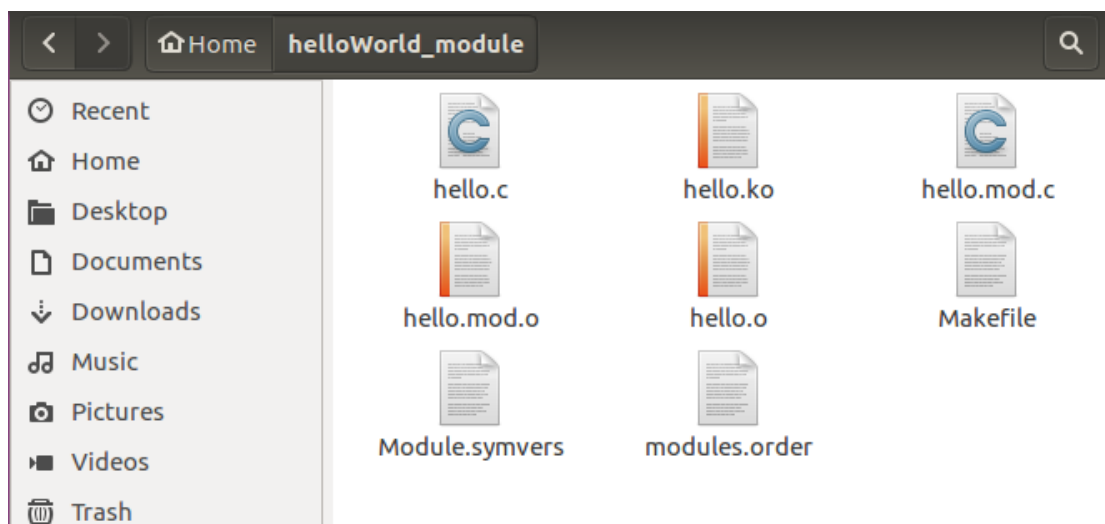 Home helloWorld_module
Recent
Home
Desktop
Documents
Downloads
Music
Pictures
Videos
Trash
hello.c hello.ko hello.mod.c
hello.mod.o hello.o Makefile
Module.symvers modules.order